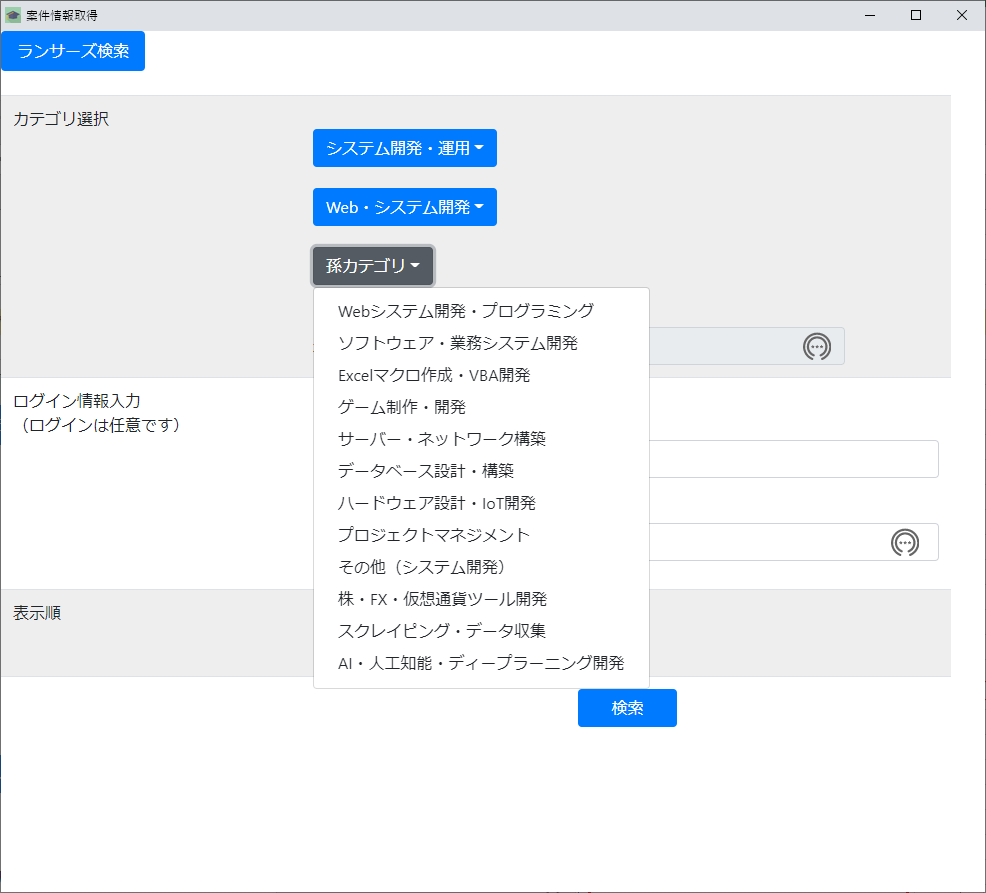 案件情報取得
ランサーズ検索
カテゴリ選択
システム開発・運用
Web・システム開発
孫カテゴリ
Webシステム開発・プログラミング
ソフトウェア・業務システム開発
Excelマクロ作成・VBA開発
ゲーム制作・開発
サーバー・ネットワーク構築
データベース設計・構築
ハードウェア設計・IoT開発
プロジェクトマネジメント
その他（システム開発）
株・FX・仮想通貨ツール開発
スクレイピング・データ収集
AI・人工知能・ディープラーニング開発
ログイン情報入力
（ログインは任意です）
表示順
検索